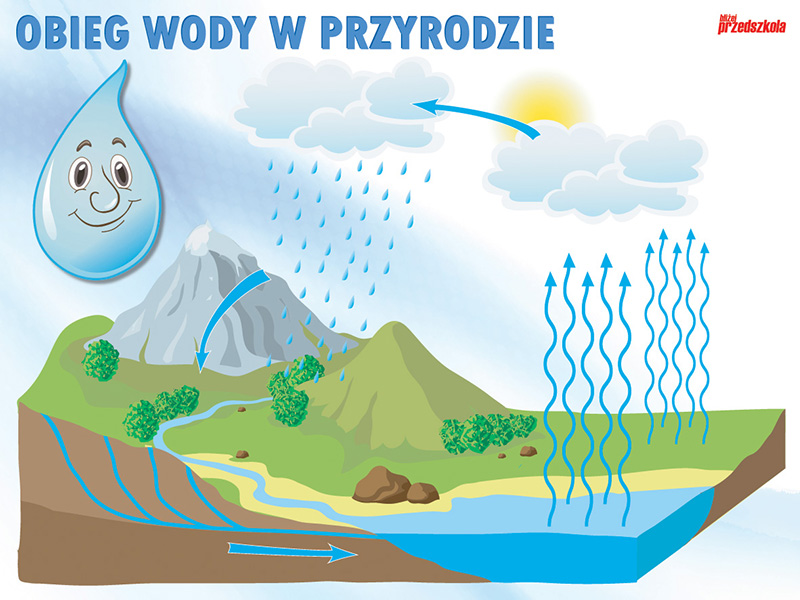 OBIEG WODY W PRZYRODZIE
bliżej
przedszkola